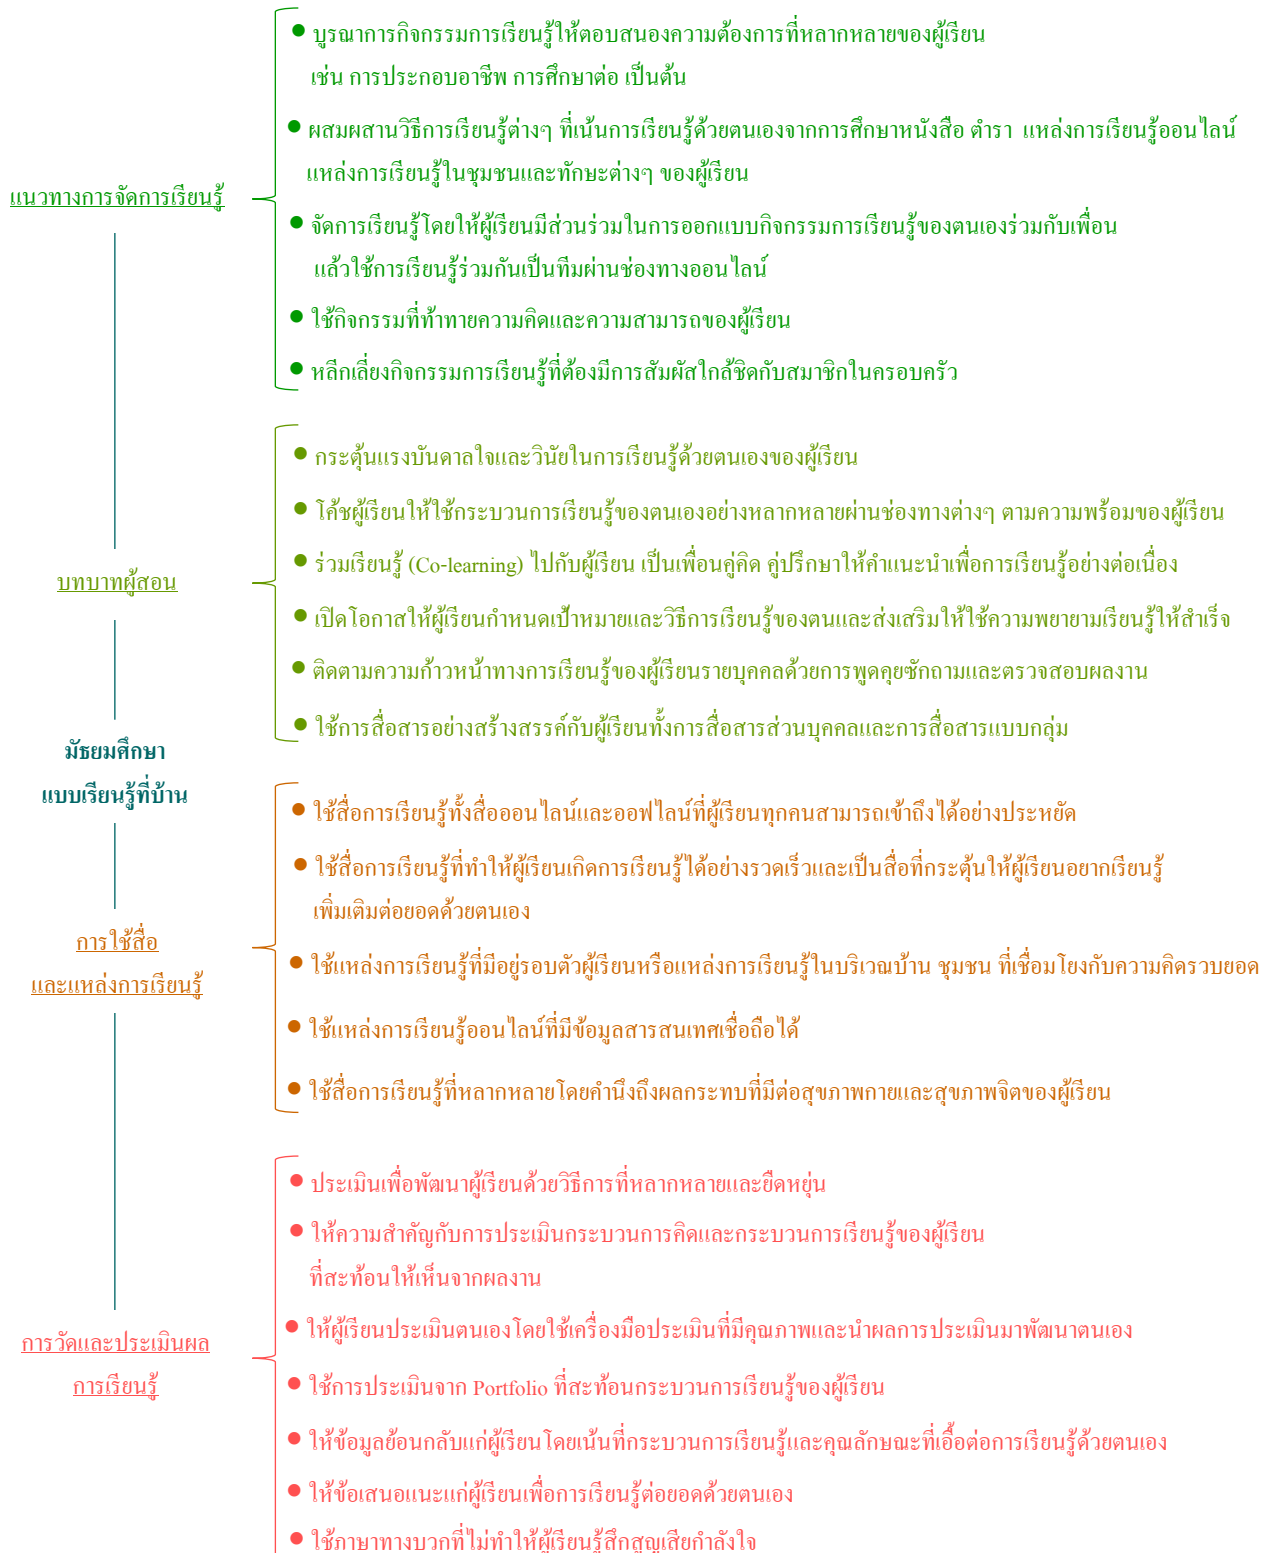 แนวทางการจัดการเรียนรู้
● บูรณาการกิจกรรมการเรียนรู้ให้ตอบสนองความต้องการที่หลากหลายของผู้เรียน
เช่น การประกอบอาชีพ การศึกษาต่อ เป็นต้น
● ผสมผสานวิธีการเรียนรู้ต่างๆ ที่เน้นการเรียนรู้ด้วยตนเองจากการศึกษาหนังสือ ตำรา แหล่งการเรียนรู้ออนไลน์
แหล่งการเรียนรู้ในชุมชนและทักษะต่างๆ ของผู้เรียน
● จัดการเรียนรู้โดยให้ผู้เรียนมีส่วนร่วมในการออกแบบกิจกรรมการเรียนรู้ของตนเองร่วมกับเพื่อน
แล้วใช้การเรียนรู้ร่วมกันเป็นทีมผ่านช่องทางออนไลน์
● ใช้กิจกรรมที่ท้าทายความคิดและความสามารถของผู้เรียน
● หลีกเลี่ยงกิจกรรมการเรียนรู้ที่ต้องมีการสัมผัสใกล้ชิดกับสมาชิกในครอบครัว
บทบาทผู้สอน
● กระตุ้นแรงบันดาลใจและวินัยในการเรียนรู้ด้วยตนเองของผู้เรียน
● โค้ชผู้เรียนให้ใช้กระบวนการเรียนรู้ของตนเองอย่างหลากหลายผ่านช่องทางต่างๆ ตามความพร้อมของผู้เรียน
● ร่วมเรียนรู้ (Co-learning) ไปกับผู้เรียน เป็นเพื่อนคู่คิด คู่ปรึกษาให้คำแนะนำเพื่อการเรียนรู้อย่างต่อเนื่อง
● เปิดโอกาสให้ผู้เรียนกำหนดเป้าหมายและวิธีการเรียนรู้ของตนและส่งเสริมให้ใช้ความพยายามเรียนรู้ให้สำเร็จ
● ติดตามความก้าวหน้าทางการเรียนรู้ของผู้เรียนรายบุคคลด้วยการพูดคุยซักถามและตรวจสอบผลงาน
● ใช้การสื่อสารอย่างสร้างสรรค์กับผู้เรียนทั้งการสื่อสารส่วนบุคคลและการสื่อสารแบบกลุ่ม
มัธยมศึกษา
แบบเรียนรู้ที่บ้าน
การใช้สื่อ
และแหล่งการเรียนรู้
● ใช้สื่อการเรียนรู้ทั้งสื่อออนไลน์และออฟไลน์ที่ผู้เรียนทุกคนสามารถเข้าถึงได้อย่างประหยัด
● ใช้สื่อการเรียนรู้ที่ทำให้ผู้เรียนเกิดการเรียนรู้ได้อย่างรวดเร็วและเป็นสื่อที่กระตุ้นให้ผู้เรียนอยากเรียนรู้
เพิ่มเติมต่อยอดด้วยตนเอง
● ใช้แหล่งการเรียนรู้ที่มีอยู่รอบตัวผู้เรียนหรือแหล่งการเรียนรู้ในบริเวณบ้าน ชุมชน ที่เชื่อมโยงกับความคิดรวบยอด
● ใช้แหล่งการเรียนรู้ออนไลน์ที่มีข้อมูลสารสนเทศเชื่อถือได้
● ใช้สื่อการเรียนรู้ที่หลากหลายโดยคำนึงถึงผลกระทบที่มีต่อสุขภาพกายและสุขภาพจิตของผู้เรียน
การวัดและประเมินผล
การเรียนรู้
● ประเมินเพื่อพัฒนาผู้เรียนด้วยวิธีการที่หลากหลายและยืดหยุ่น
● ให้ความสำคัญกับการประเมินกระบวนการคิดและกระบวนการเรียนรู้ของผู้เรียน
ที่สะท้อนให้เห็นจากผลงาน
● ให้ผู้เรียนประเมินตนเองโดยใช้เครื่องมือประเมินที่มีคุณภาพและนำผลการประเมินมาพัฒนาตนเอง
● ใช้การประเมินจาก Portfolio ที่สะท้อนกระบวนการเรียนรู้ของผู้เรียน
● ให้ข้อมูลย้อนกลับแก่ผู้เรียนโดยเน้นที่กระบวนการเรียนรู้และคุณลักษณะที่เอื้อต่อการเรียนรู้ด้วยตนเอง
● ให้ข้อเสนอแนะแก่ผู้เรียนเพื่อการเรียนรู้ต่อยอดด้วยตนเอง
● ใช้ภาษาทางบวกที่ไม่ทำให้ผู้เรียนรู้สึกสูญเสียกำลังใจ